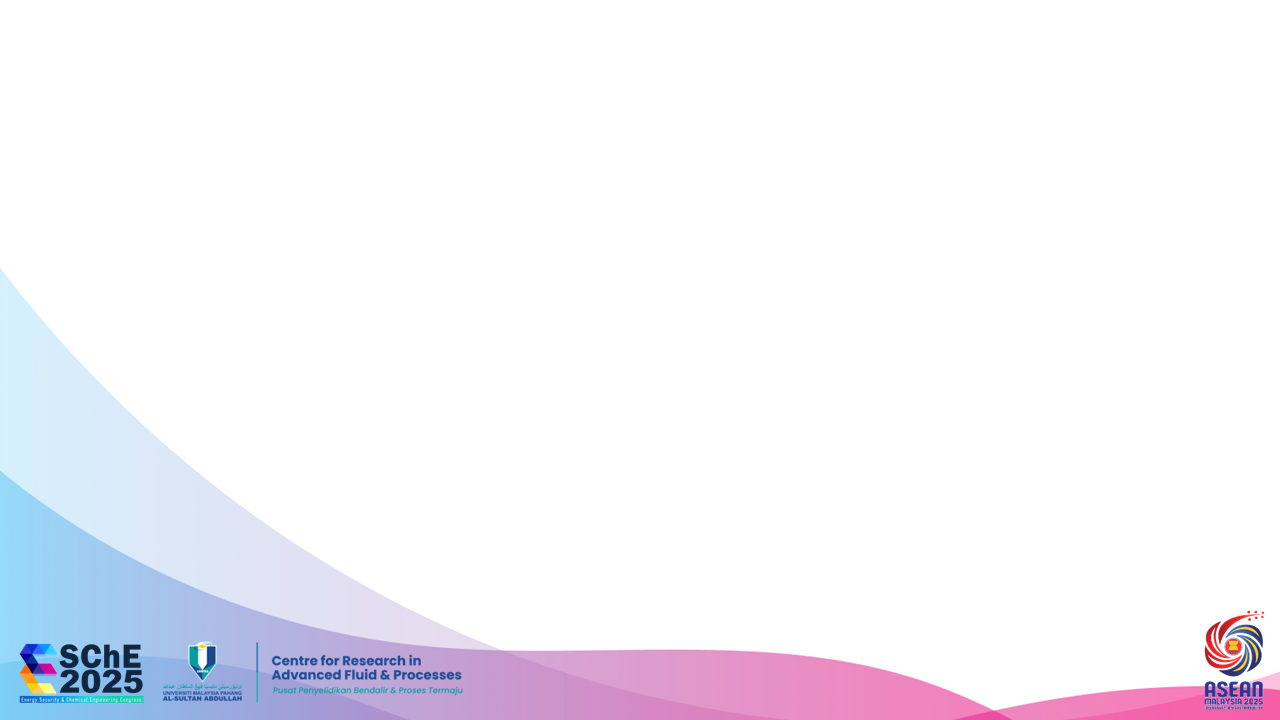 SChE
2025
Energy Security & Chemical Engineering Congress
UNIVERSITI MALAYSIA PAHANG
AL-SULTAN ABDULLAH
Centre for Research in
Advanced Fluid & Processes
Pusat Penyelidikan Bendalir & Proses Termaju
ASEAN
MALAYSIA 2025